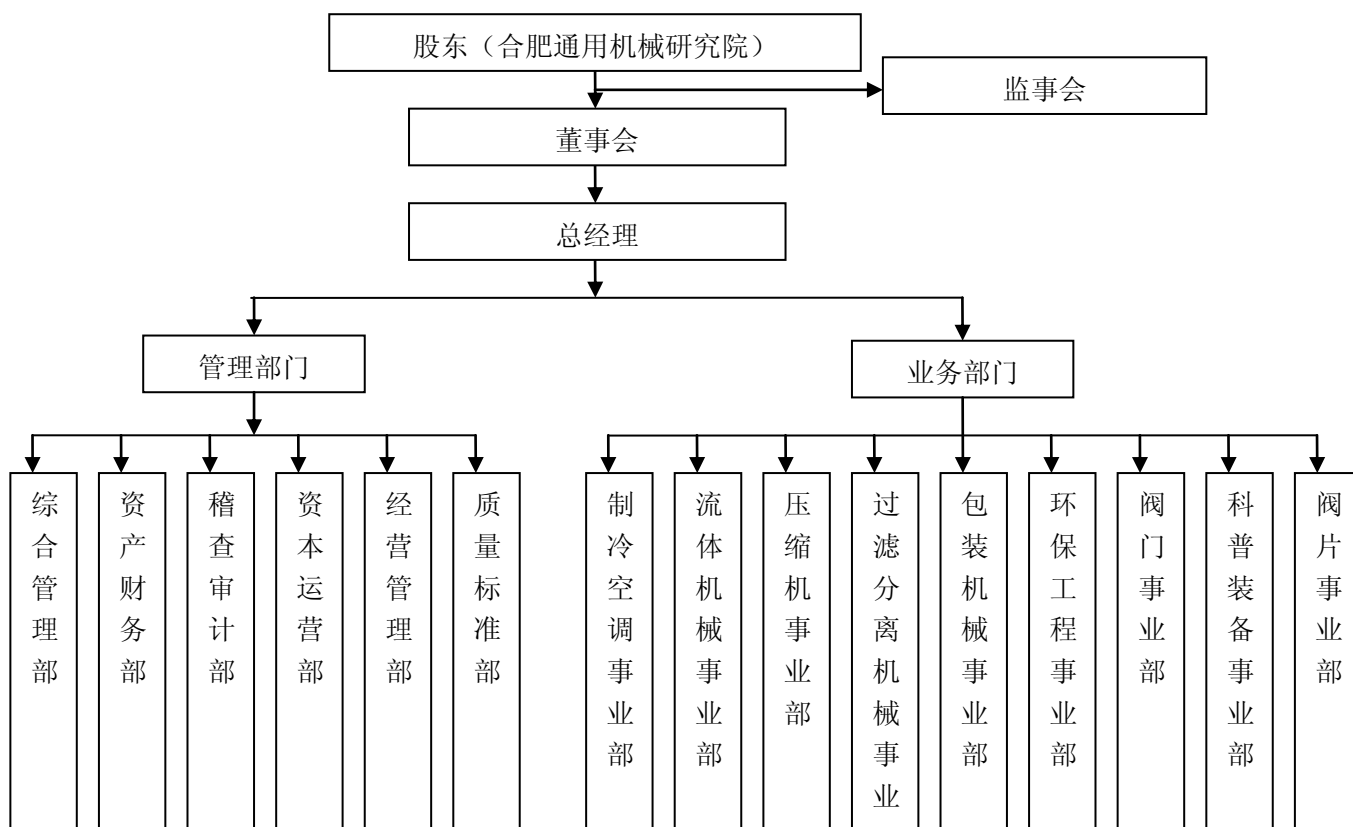 股东（合肥通用机械研究院）
监事会
董事会
总经理
管理部门
业务部门
综合管理部
资产财务部
稽查审计部
资本运营部
经营管理部
质量标准部
制冷空调事业部
流体机械事业部
压缩机事业部
过滤分离机械事业
包装机械事业部
环保工程事业部
阀门事业部
科普装备事业部
阀片事业部